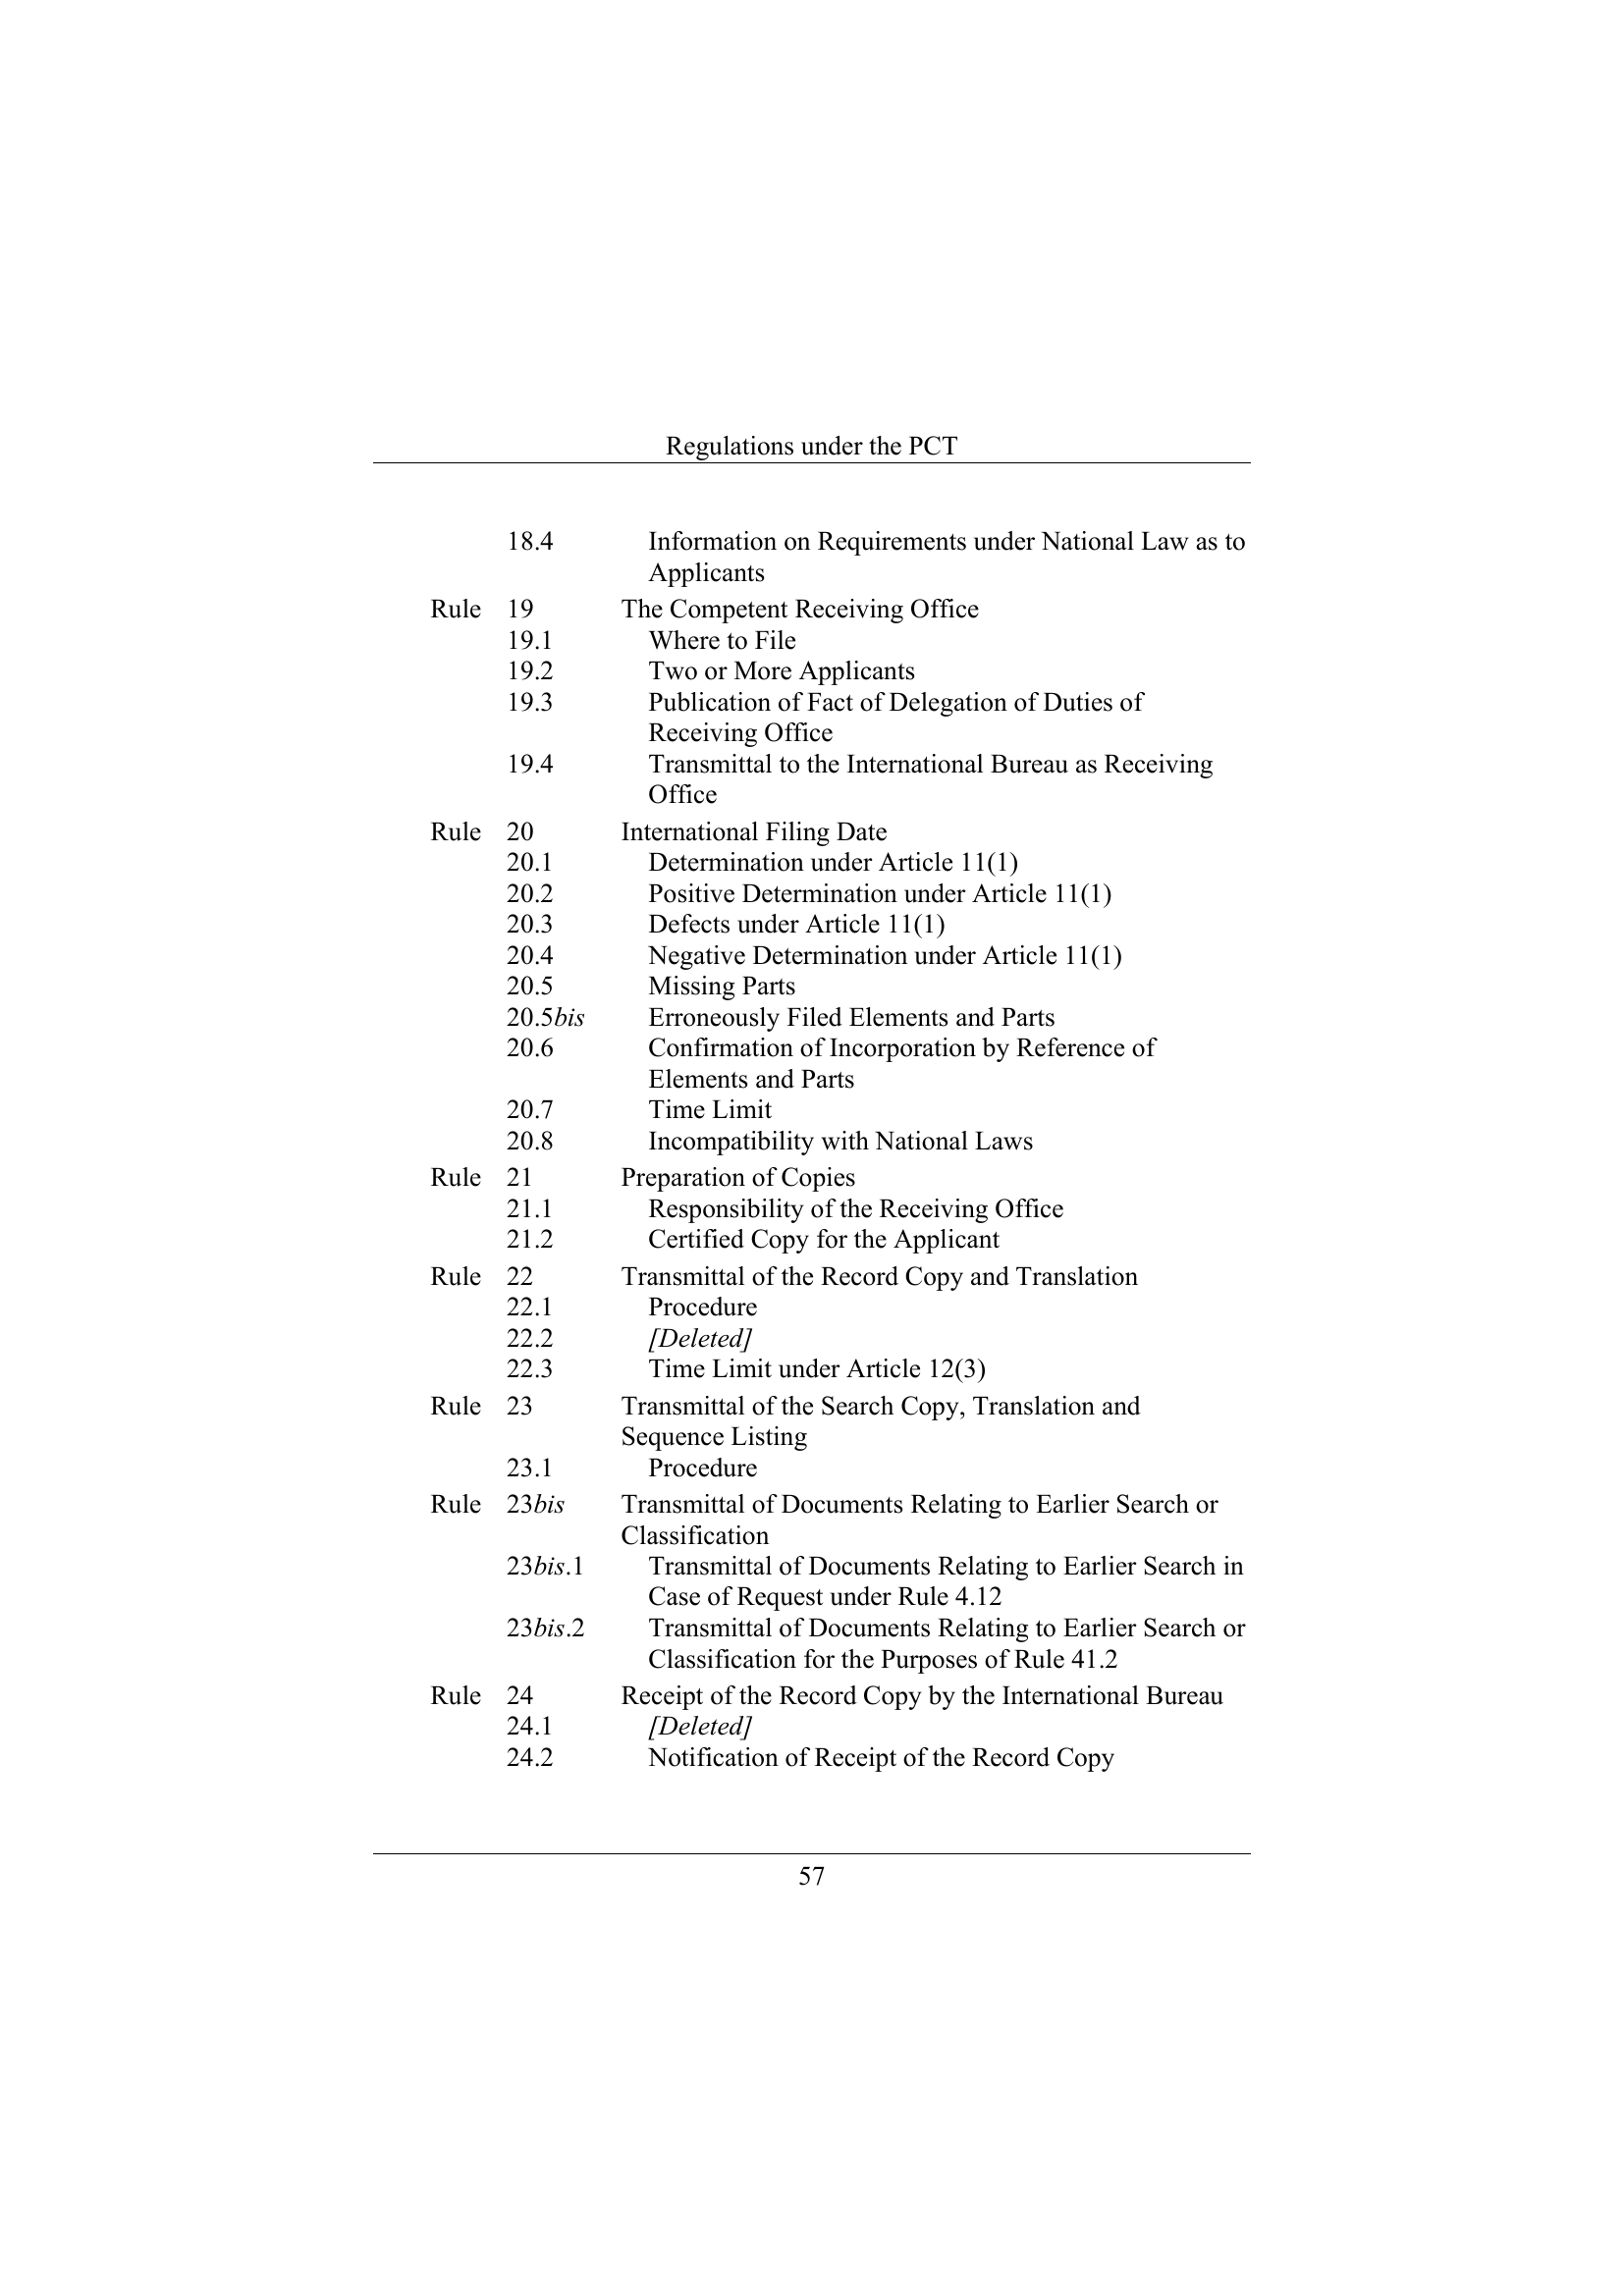 Regulations under the PCT
18.4 Information on Requirements under National Law as to
Applicants
Rule 19 The Competent Receiving Office
19.1 Where to File
19.2 Two or More Applicants
19.3 Publication of Fact of Delegation of Duties of
Receiving Office
19.4 Transmittal to the International Bureau as Receiving
Office
Rule 20 International Filing Date
20.1 Determination under Article 11(1)
20.2 Positive Determination under Article 11(1)
20.3 Defects under Article 11(1)
20.4 Negative Determination under Article 11(1)
20.5 Missing Parts
20.5bis Erroneously Filed Elements and Parts
20.6 Confirmation of Incorporation by Reference of
Elements and Parts
20.7 Time Limit
20.8 Incompatibility with National Laws
Rule 21 Preparation of Copies
21.1 Responsibility of the Receiving Office
21.2 Certified Copy for the Applicant
Rule 22 Transmittal of the Record Copy and Translation
22.1 Procedure
22.2 [Deleted]
22.3 Time Limit under Article 12(3)
Rule 23 Transmittal of the Search Copy, Translation and
Sequence Listing
23.1 Procedure
Rule 23bis Transmittal of Documents Relating to Earlier Search or
Classification
23bis.1 Transmittal of Documents Relating to Earlier Search in
Case of Request under Rule 4.12
23bis.2 Transmittal of Documents Relating to Earlier Search or
Classification for the Purposes of Rule 41.2
Rule 24 Receipt of the Record Copy by the International Bureau
24.1 [Deleted]
24.2 Notification of Receipt of the Record Copy
57